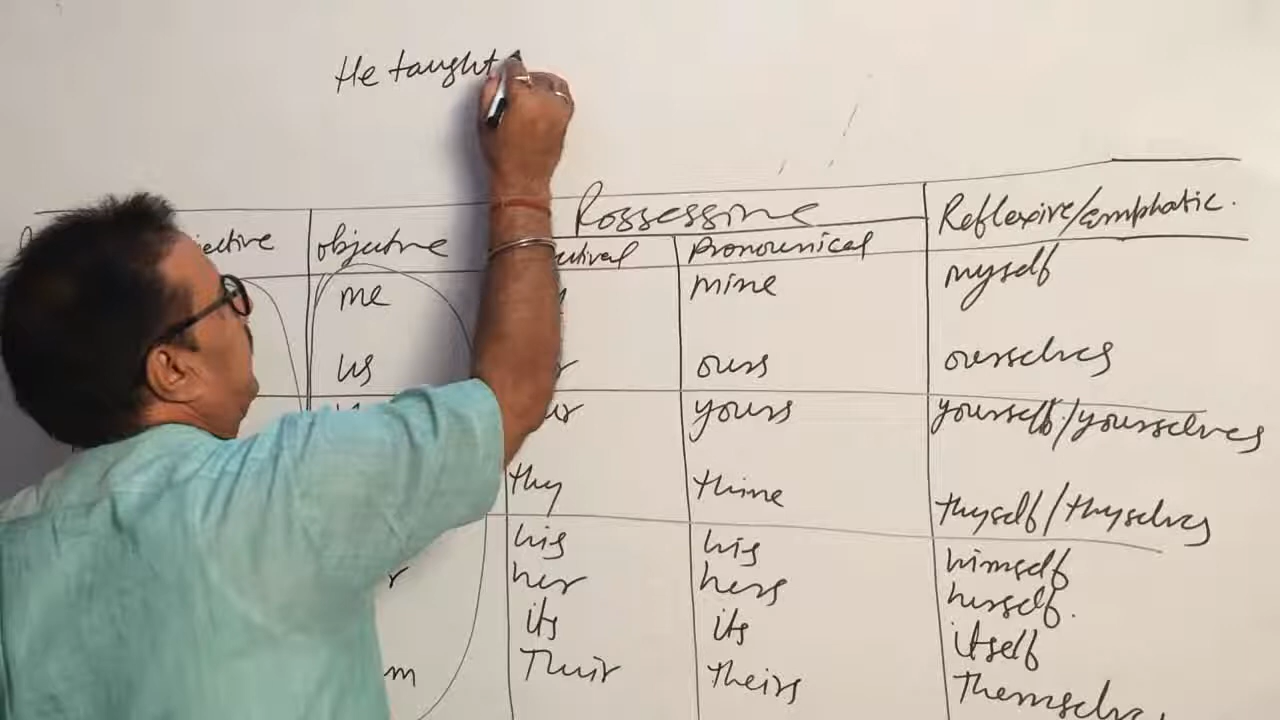 He taught
Possessive
Reflexive/emphatic.
objective Pronounical
me mine myself
us ours ourselves
yours yourself/yourselves
thy thine thyself/thyselves
his his himself
her hers herself.
its its itself
Their Theirs